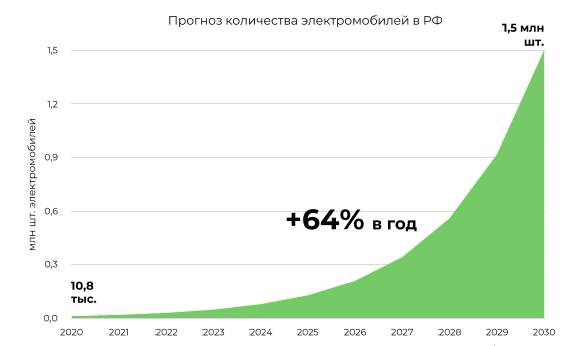 Прогноз количества электромобилей в РФ
1,5 млн
шт.
1,5
1,2
0,9
0,6
0,3
0,0
млн шт. электромобилей
+64% в год
10,8
тыс.
2020 2021 2022 2023 2024 2025 2026 2027 2028 2029 2030